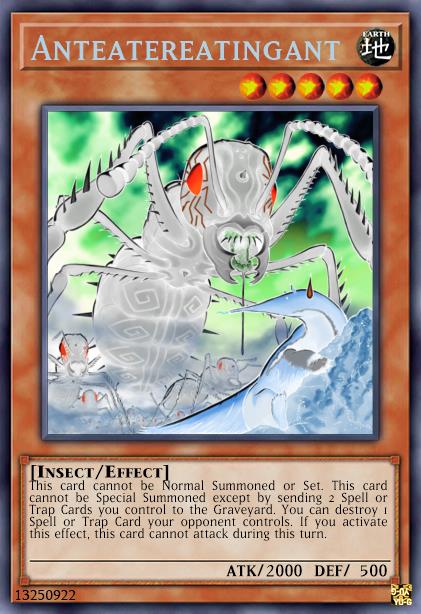 ANTEATEREATINGANT
EARTH
地
[INSECT/EFFECT]
This card cannot be Normal Summoned or Set. This card
cannot be Special Summoned except by sending 2 Spell or
Trap Cards you control to the Graveyard. You can destroy 1
Spell or Trap Card your opponent controls. If you activate
this effect, this card cannot attack during this turn.
ATK/2000 DEF/ 500
13250922